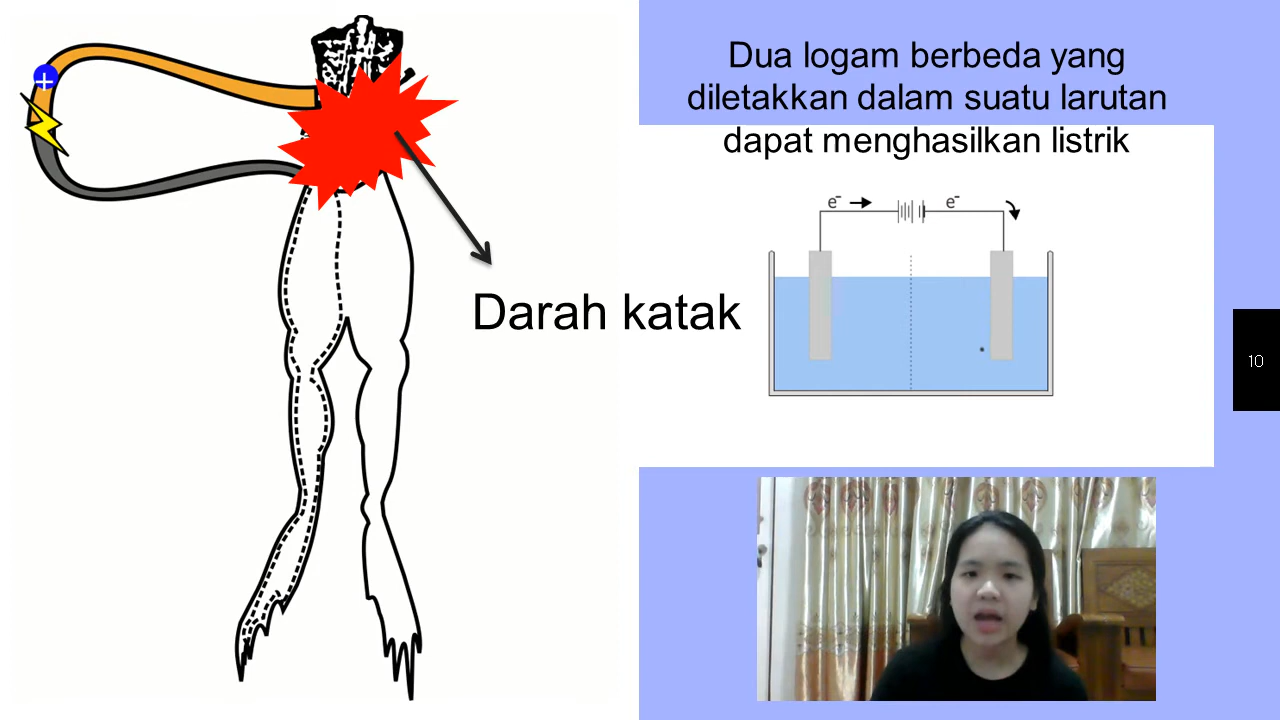 Dua logam berbeda yang
diletakkan dalam suatu larutan
dapat menghasilkan listrik
+
e⁻
e⁻
Darah katak
10